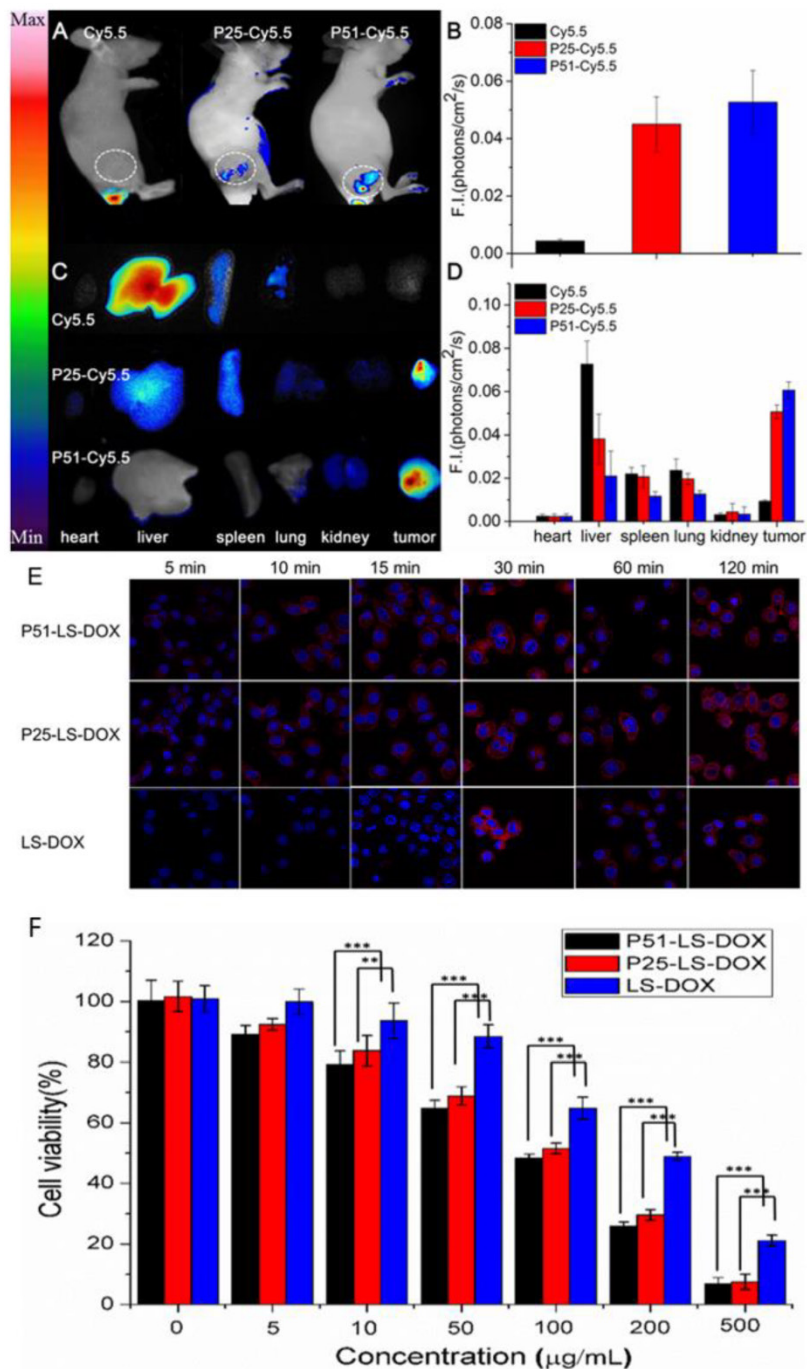 Max
A
Cy5.5
P25-Cy5.5
P51-Cy5.5
B
Cy5.5
P25-Cy5.5
P51-Cy5.5
F.I.(photons/cm²/s)
0.08
0.06
0.04
0.02
0.00
C
Cy5.5
P25-Cy5.5
P51-Cy5.5
Min
heart
liver
spleen
lung
kidney
tumor
D
Cy5.5
P25-Cy5.5
P51-Cy5.5
F.I.(photons/cm²/s)
0.10
0.08
0.06
0.04
0.02
0.00
heart liver spleen lung kidney tumor
E
5 min 10 min 15 min 30 min 60 min 120 min
P51-LS-DOX
P25-LS-DOX
LS-DOX
F
P51-LS-DOX
P25-LS-DOX
LS-DOX
Cell viability(%)
120
100
80
60
40
20
0
***
**
***
***
***
***
***
***
***
***
0 5 10 50 100 200 500
Concentration (μg/mL)